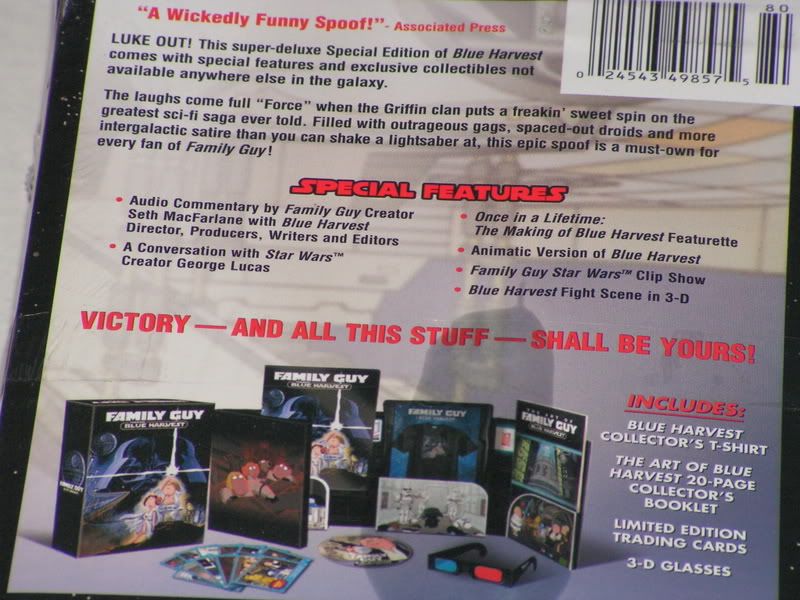 "A Wickedly Funny Spoof!" - Associated Press
LUKE OUT! This super-deluxe Special Edition of Blue Harvest
comes with special features and exclusive collectibles not
available anywhere else in the galaxy.
The laughs come full "Force" when the Griffin clan puts a freakin' sweet spin on the
greatest sci-fi saga ever told. Filled with outrageous gags, spaced-out droids and more
intergalactic satire than you can shake a lightsaber at, this epic spoof is a must-own for
every fan of Family Guy!
80
0 24543 49857 5
SPECIAL FEATURES
• Audio Commentary by Family Guy Creator
Seth MacFarlane with Blue Harvest
Director, Producers, Writers and Editors
• A Conversation with Star Wars™
Creator George Lucas
• Once in a Lifetime:
The Making of Blue Harvest Featurette
• Animatic Version of Blue Harvest
• Family Guy Star Wars™ Clip Show
• Blue Harvest Fight Scene in 3-D
VICTORY — AND ALL THIS STUFF — SHALL BE YOURS!
FAMILY GUY
BLUE HARVEST
FAMILY GUY
BLUE HARVEST
FAMILY GUY
BLUE HARVEST
THE ART OF
FAMILY GUY
BLUE HARVEST
INCLUDES:
BLUE HARVEST
COLLECTOR'S T-SHIRT
THE ART OF BLUE
HARVEST 20-PAGE
COLLECTOR'S
BOOKLET
LIMITED EDITION
TRADING CARDS
3-D GLASSES